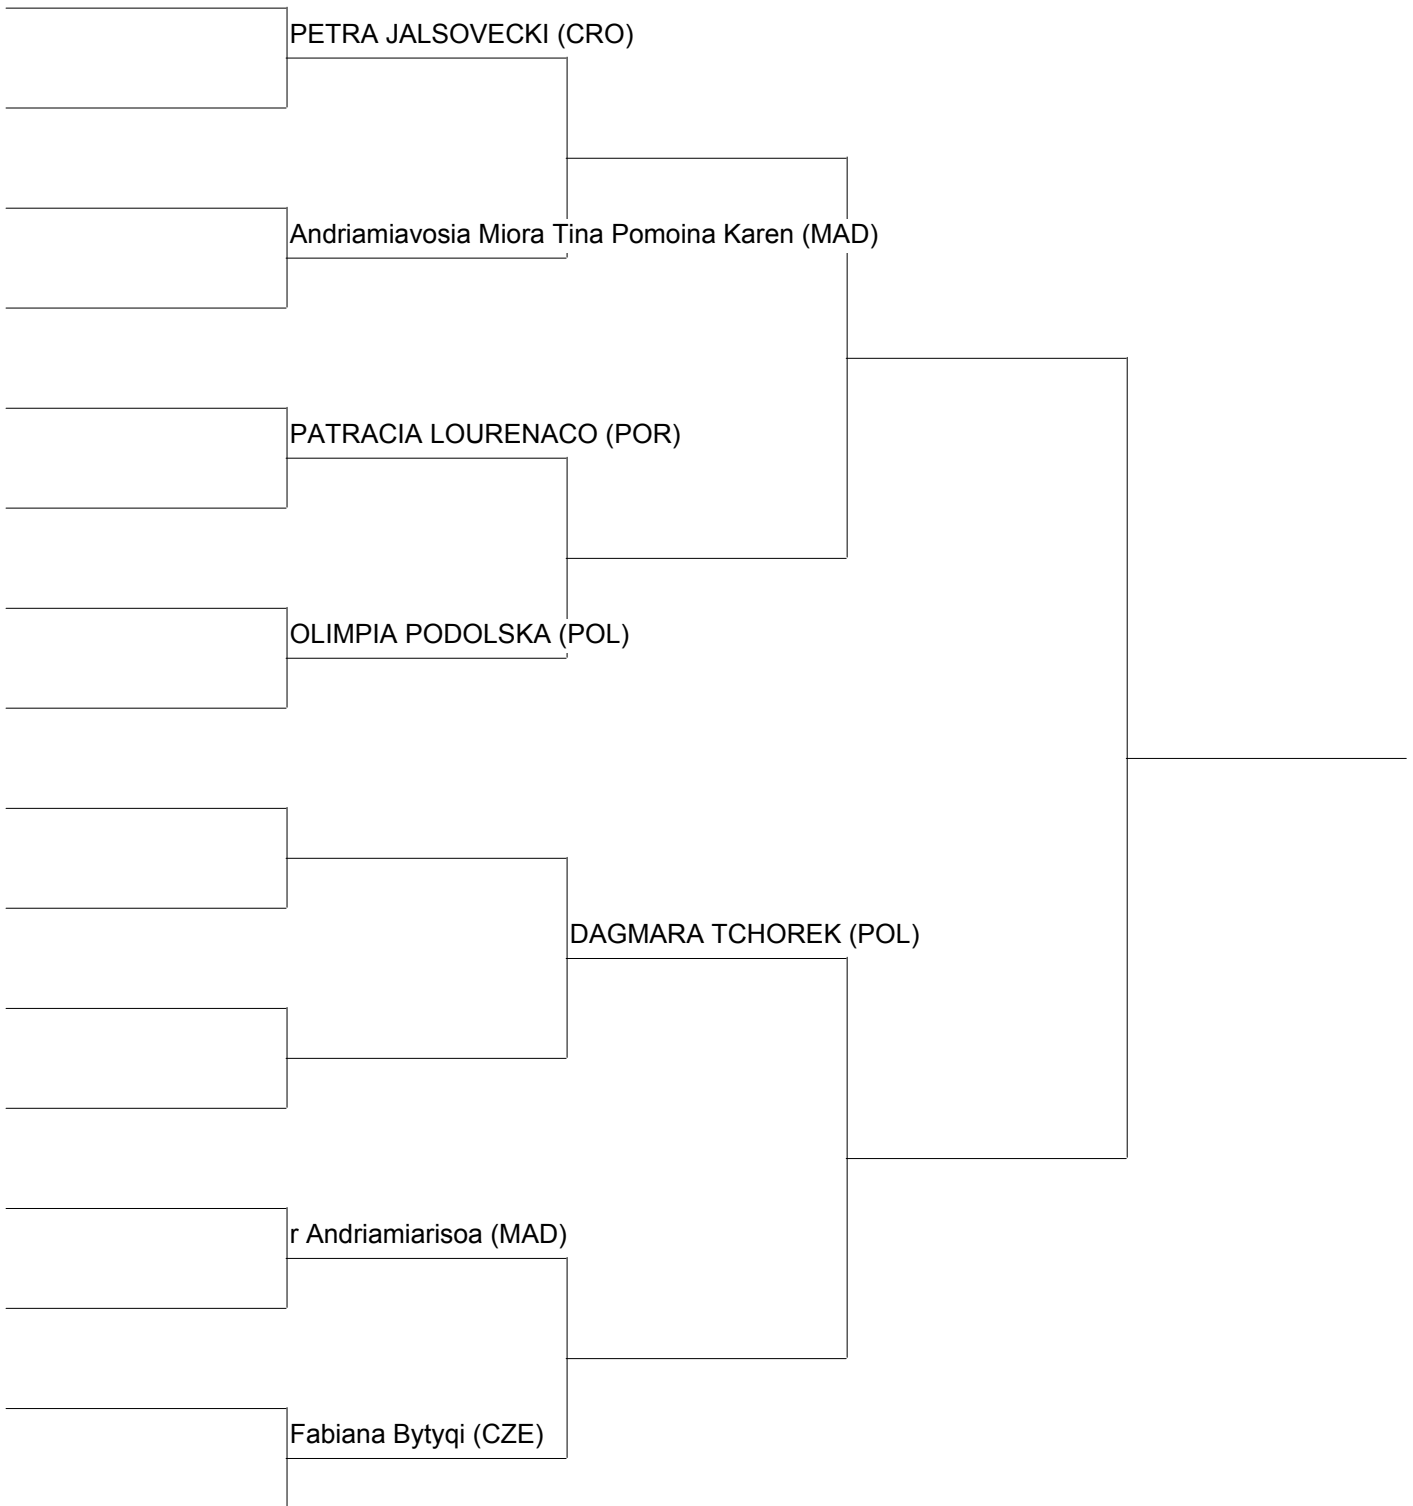 PETRA JALSOVECKI (CRO)
Andriamiavosia Miora Tina Pomoina Karen (MAD)
PATRACIA LOURENACO (POR)
OLIMPIA PODOLSKA (POL)
DAGMARA TCHOREK (POL)
r Andriamiarisoa (MAD)
Fabiana Bytyqi (CZE)